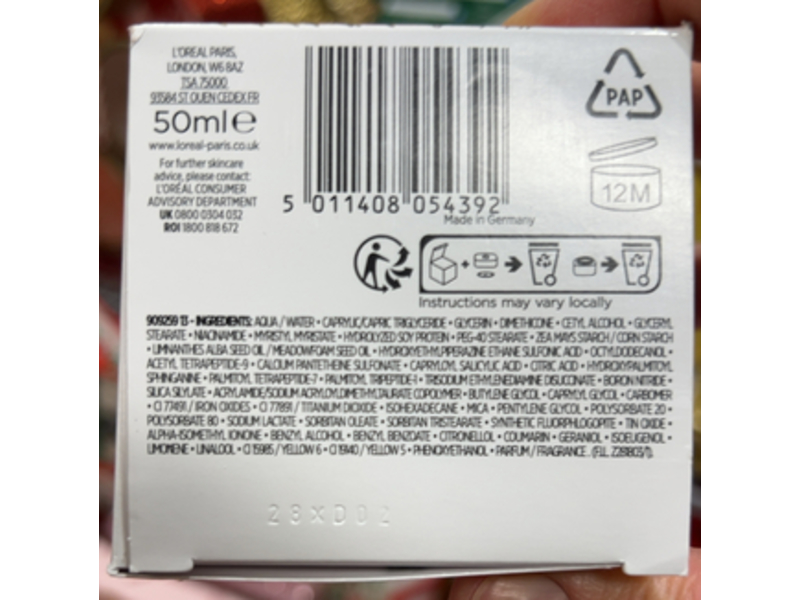 L'OREAL PARIS,
LONDON, W6 8AZ
TSA 75000
93584 ST OUEN CEDEX FR
50ml e
www.loreal-paris.co.uk
For further skincare
advice, please contact:
L'ORÉAL CONSUMER
ADVISORY DEPARTMENT
UK 0800 0304 032
ROI 1800 818 672
5 011408 054392
Made in Germany
PAP
12M
Instructions may vary locally
909259 13 - INGREDIENTS: AQUA / WATER • CAPRYLIC/CAPRIC TRIGLYCERIDE • GLYCERIN • DIMETHICONE • CETYL ALCOHOL • GLYCERYL
STEARATE • NIACINAMIDE • MYRISTYL MYRISTATE • HYDROLYZED SOY PROTEIN • PEG-40 STEARATE • ZEA MAYS STARCH / CORN STARCH
• LIMNANTHES ALBA SEED OIL / MEADOWFOAM SEED OIL • HYDROXYETHYLPIPERAZINE ETHANE SULFONIC ACID • OCTYLDODECANOL •
ACETYL TETRAPEPTIDE-9 • CALCIUM PANTETHEINE SULFONATE • CAPRYLOYL SALICYLIC ACID • CITRIC ACID • HYDROXYPALMITOYL
SPHINGANINE • PALMITOYL TETRAPEPTIDE-7 • PALMITOYL TRIPEPTIDE-1 • TRISODIUM ETHYLENEDIAMINE DISUCCINATE • BORON NITRIDE •
SILICA SILYLATE • ACRYLAMIDE/SODIUM ACRYLOYLDIMETHYLTAURATE COPOLYMER • BUTYLENE GLYCOL • CAPRYLYL GLYCOL • CARBOMER
• CI 77491 / IRON OXIDES • CI 77891 / TITANIUM DIOXIDE • ISOHEXADECANE • MICA • PENTYLENE GLYCOL • POLYSORBATE 20 •
POLYSORBATE 80 • SODIUM LACTATE • SORBITAN OLEATE • SORBITAN TRISTEARATE • SYNTHETIC FLUORPHLOGOPITE • TIN OXIDE •
ALPHA-ISOMETHYL IONONE • BENZYL ALCOHOL • BENZYL BENZOATE • CITRONELLOL • COUMARIN • GERANIOL • ISOEUGENOL •
LIMONENE • LINALOOL • CI 15985 / YELLOW 6 • CI 19140 / YELLOW 5 • PHENOXYETHANOL • PARFUM / FRAGRANCE . (F.I.L. Z281803/1).
28XD02